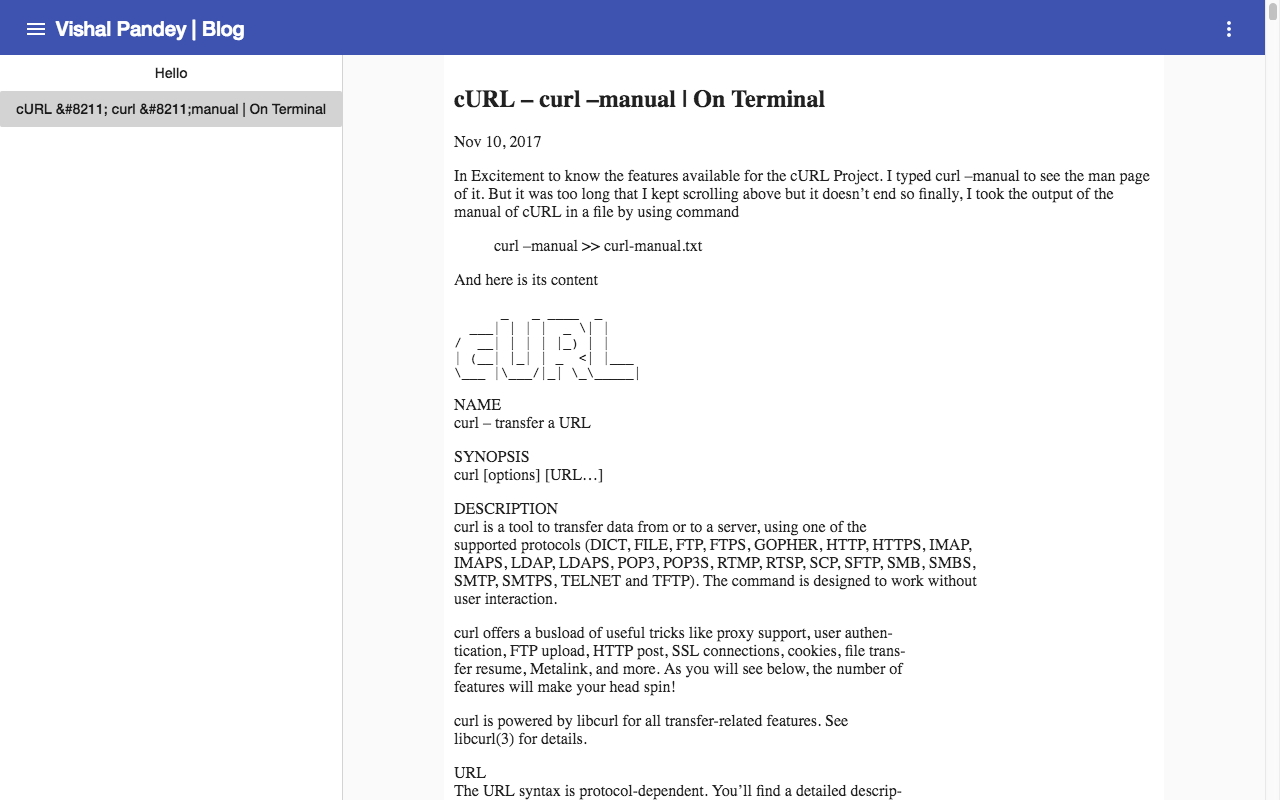 Vishal Pandey | Blog
Hello
cURL &#8211; curl &#8211;manual | On Terminal
cURL – curl –manual | On Terminal
Nov 10, 2017
In Excitement to know the features available for the cURL Project. I typed curl –manual to see the man page
of it. But it was too long that I kept scrolling above but it doesn’t end so finally, I took the output of the
manual of cURL in a file by using command
curl –manual >> curl-manual.txt
And here is its content
      _   _ ____  _
  ___| | | |  _ \| |
/  __| | | | |_) | |
| (__| |_| | _  <| |___
\___ |\___/|_| \_\_____|
NAME
curl – transfer a URL
SYNOPSIS
curl [options] [URL…]
DESCRIPTION
curl is a tool to transfer data from or to a server, using one of the
supported protocols (DICT, FILE, FTP, FTPS, GOPHER, HTTP, HTTPS, IMAP,
IMAPS, LDAP, LDAPS, POP3, POP3S, RTMP, RTSP, SCP, SFTP, SMB, SMBS,
SMTP, SMTPS, TELNET and TFTP). The command is designed to work without
user interaction.
curl offers a busload of useful tricks like proxy support, user authen-
tication, FTP upload, HTTP post, SSL connections, cookies, file trans-
fer resume, Metalink, and more. As you will see below, the number of
features will make your head spin!
curl is powered by libcurl for all transfer-related features. See
libcurl(3) for details.
URL
The URL syntax is protocol-dependent. You’ll find a detailed descrip-